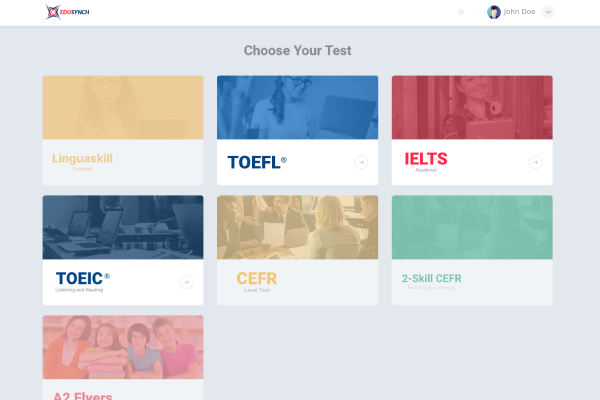 EDUSYNCH
John Doe
Choose Your Test
Linguaskill
General
TOEFL®
IELTS
Academic
TOEIC®
Listening and Reading
CEFR
Level Test
2-Skill CEFR
Reading & Listening
A2 Flyers